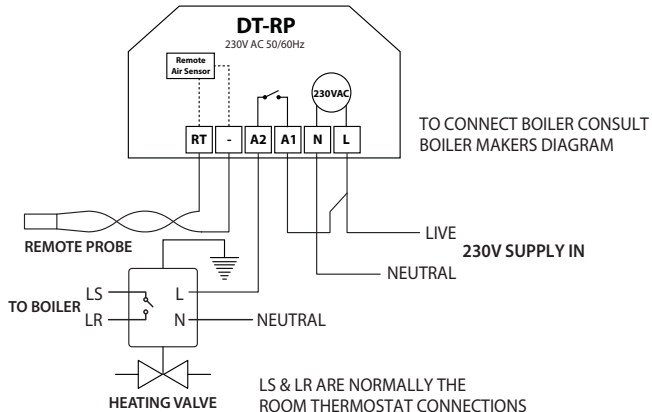 DT-RP
230V AC 50/60Hz
Remote
Air Sensor
230VAC
RT - A2 A1 N L
TO CONNECT BOILER CONSULT
BOILER MAKERS DIAGRAM
REMOTE PROBE
LIVE
230V SUPPLY IN
NEUTRAL
TO BOILER
LS
LR
L
N
NEUTRAL
HEATING VALVE
LS & LR ARE NORMALLY THE
ROOM THERMOSTAT CONNECTIONS